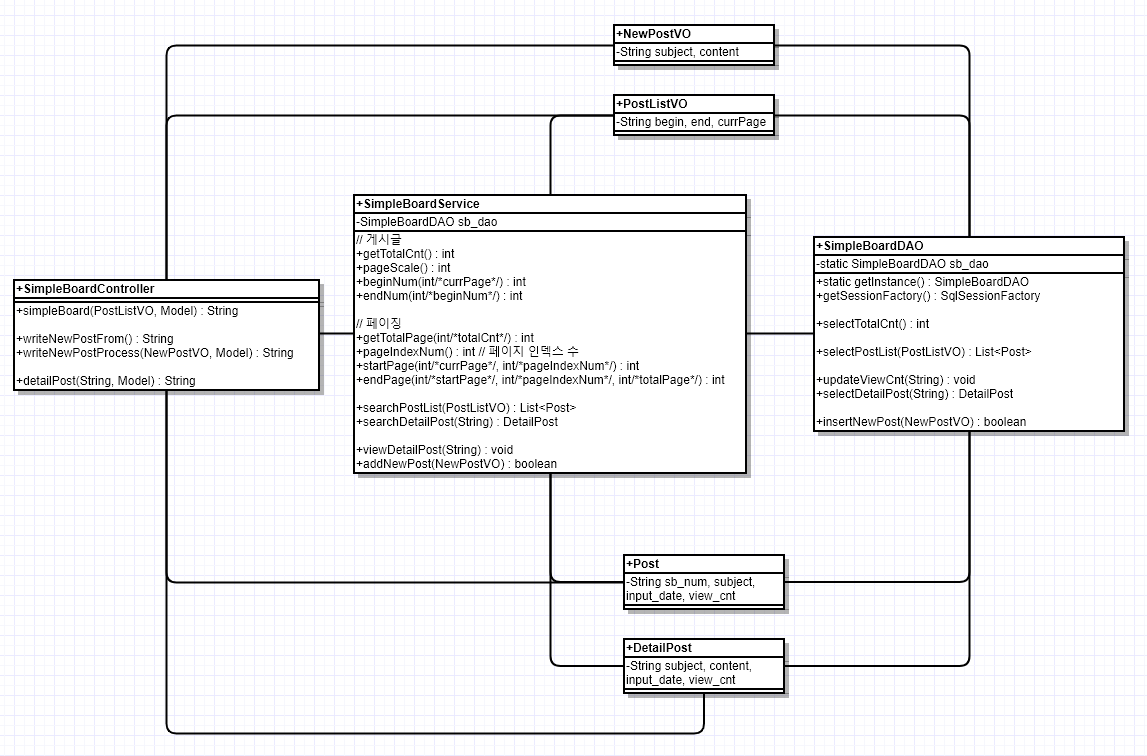 +NewPostVO
-String subject, content
+PostListVO
-String begin, end, currPage
+SimpleBoardController
+simpleBoard(PostListVO, Model) : String
+writeNewPostFrom() : String
+writeNewPostProcess(NewPostVO, Model) : String
+detailPost(String, Model) : String
+SimpleBoardService
-SimpleBoardDAO sb_dao
// 게시글
+getTotalCnt() : int
+pageScale() : int
+beginNum(int/*currPage*/) : int
+endNum(int/*beginNum*/) : int
// 페이징
+getTotalPage(int/*totalCnt*/) : int
+pageIndexNum() : int // 페이지 인덱스 수
+startPage(int/*currPage*/, int/*pageIndexNum*/) : int
+endPage(int/*startPage*/, int/*pageIndexNum*/, int/*totalPage*/) : int
+searchPostList(PostListVO) : List<Post>
+searchDetailPost(String) : DetailPost
+viewDetailPost(String) : void
+addNewPost(NewPostVO) : boolean
+SimpleBoardDAO
-static SimpleBoardDAO sb_dao
+static getInstance() : SimpleBoardDAO
+getSessionFactory() : SqlSessionFactory
+selectTotalCnt() : int
+selectPostList(PostListVO) : List<Post>
+updateViewCnt(String) : void
+selectDetailPost(String) : DetailPost
+insertNewPost(NewPostVO) : boolean
+Post
-String sb_num, subject,
input_date, view_cnt
+DetailPost
-String subject, content,
input_date, view_cnt